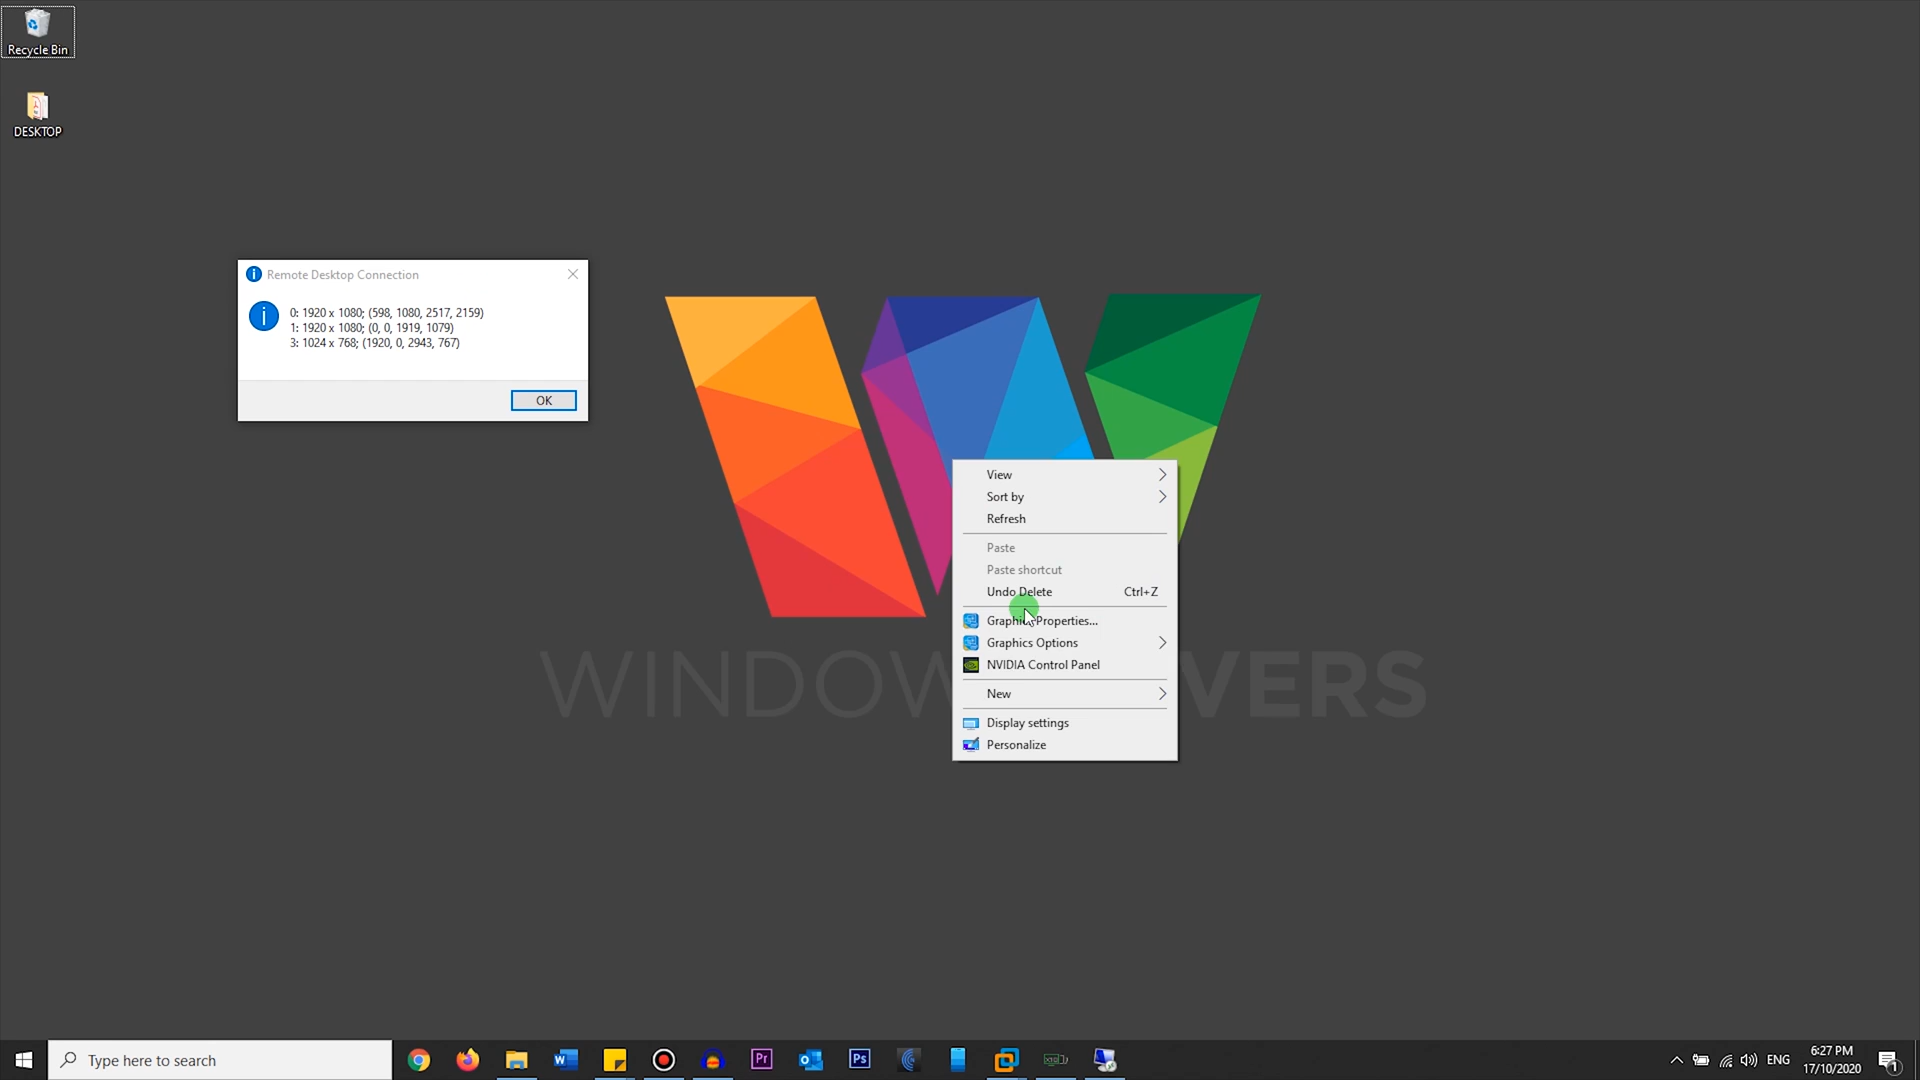 Recycle Bin
DESKTOP
Remote Desktop Connection
0: 1920 x 1080; (598, 1080, 2517, 2159)
1: 1920 x 1080; (0, 0, 1919, 1079)
3: 1024 x 768; (1920, 0, 2943, 767)
OK
View
Sort by
Refresh
Paste
Paste shortcut
Undo Delete Ctrl+Z
Graphics Properties...
Graphics Options
NVIDIA Control Panel
New
Display settings
Personalize
Type here to search
W
Pr
Ps
ENG
6:27 PM
17/10/2020
1